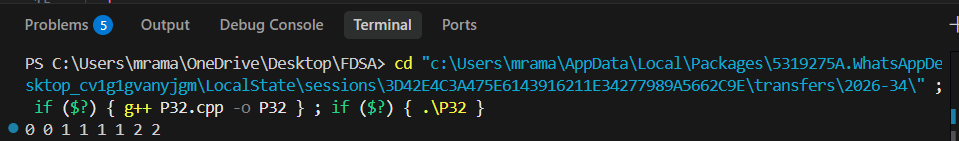 Problems 5 Output Debug Console Terminal Ports
PS C:\Users\mrama\OneDrive\Desktop\FDSA> cd "c:\Users\mrama\AppData\Local\Packages\5319275A.WhatsAppDe
sktop_cv1g1gvanyjgm\LocalState\sessions\3D42E4C3A475E6143916211E34277989A5662C9E\transfers\2026-34\" ;
if ($?) { g++ P32.cpp -o P32 } ; if ($?) { .\P32 }
0 0 1 1 1 1 2 2